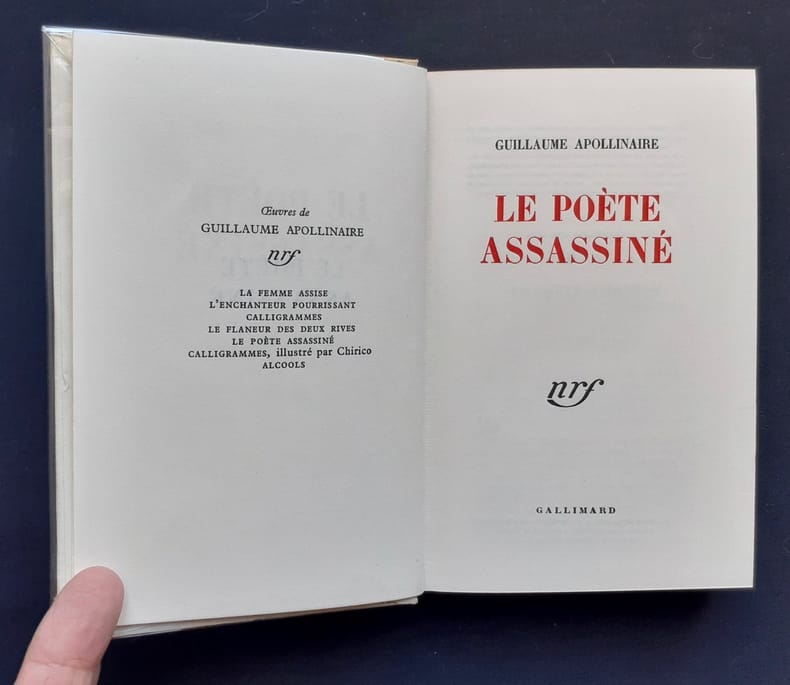 Œuvres de
GUILLAUME APOLLINAIRE
nrf
LA FEMME ASSISE
L'ENCHANTEUR POURRISSANT
CALLIGRAMMES
LE FLANEUR DES DEUX RIVES
LE POÈTE ASSASSINÉ
CALLIGRAMMES, illustré par Chirico
ALCOOLS
GUILLAUME APOLLINAIRE
LE POÈTE
ASSASSINÉ
nrf
GALLIMARD